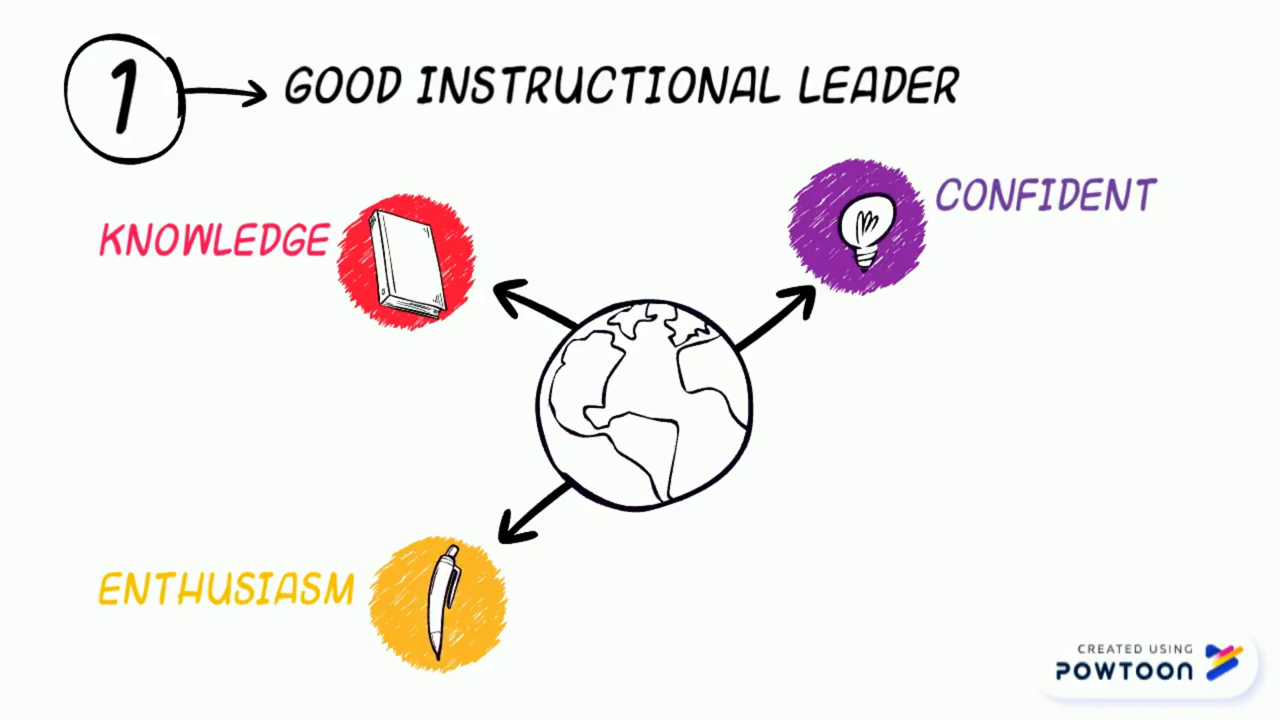 1
GOOD INSTRUCTIONAL LEADER
CONFIDENT
KNOWLEDGE
ENTHUSIASM
CREATED USING
POWTOON